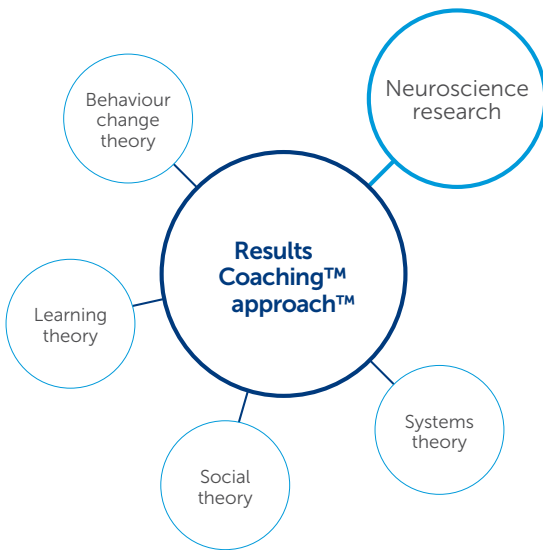 Neuroscience
research
Behaviour
change
theory
Results
Coaching™
approach™
Learning
theory
Systems
theory
Social
theory